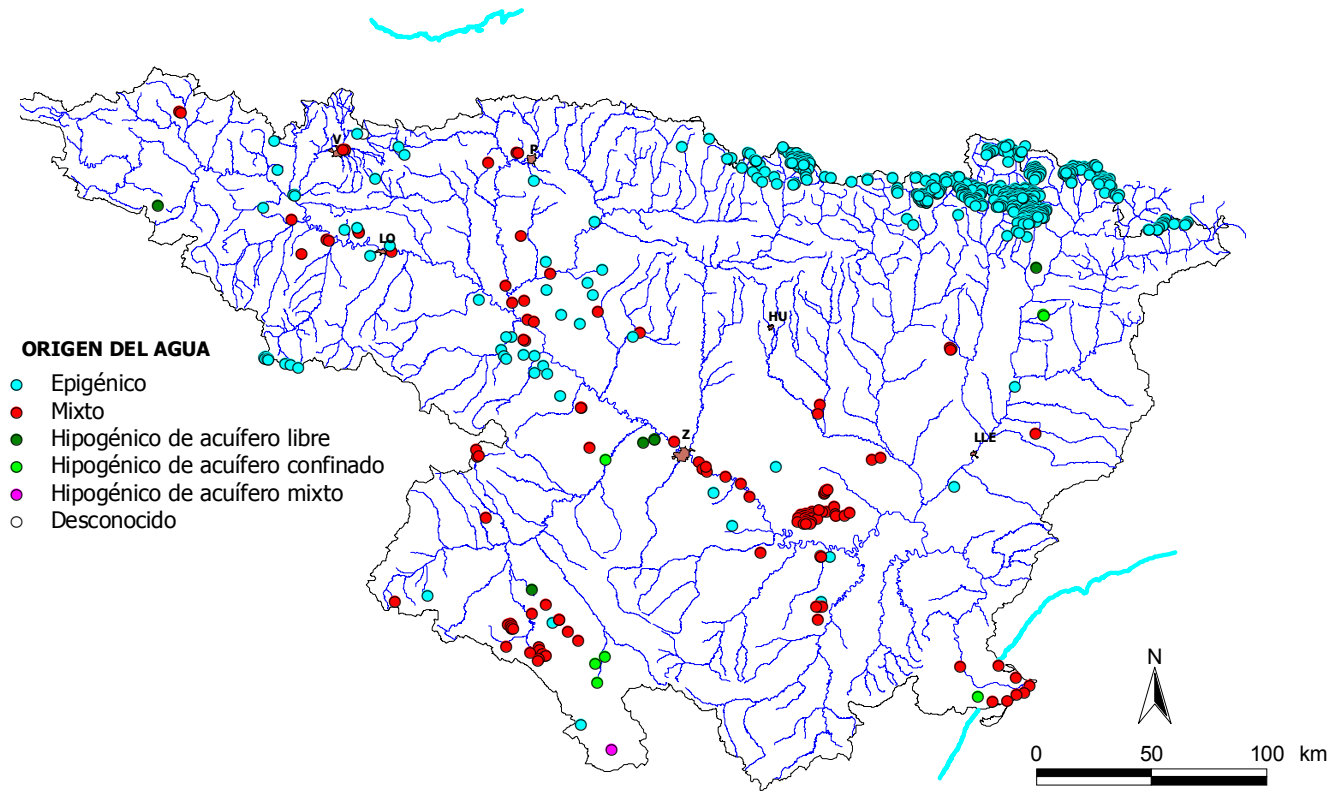 V
P
LO
HU
ORIGEN DEL AGUA
Epigénico
Mixto
Hipogénico de acuífero libre
Hipogénico de acuífero confinado
Hipogénico de acuífero mixto
Desconocido
Z
LLE
N
0 50 100 km